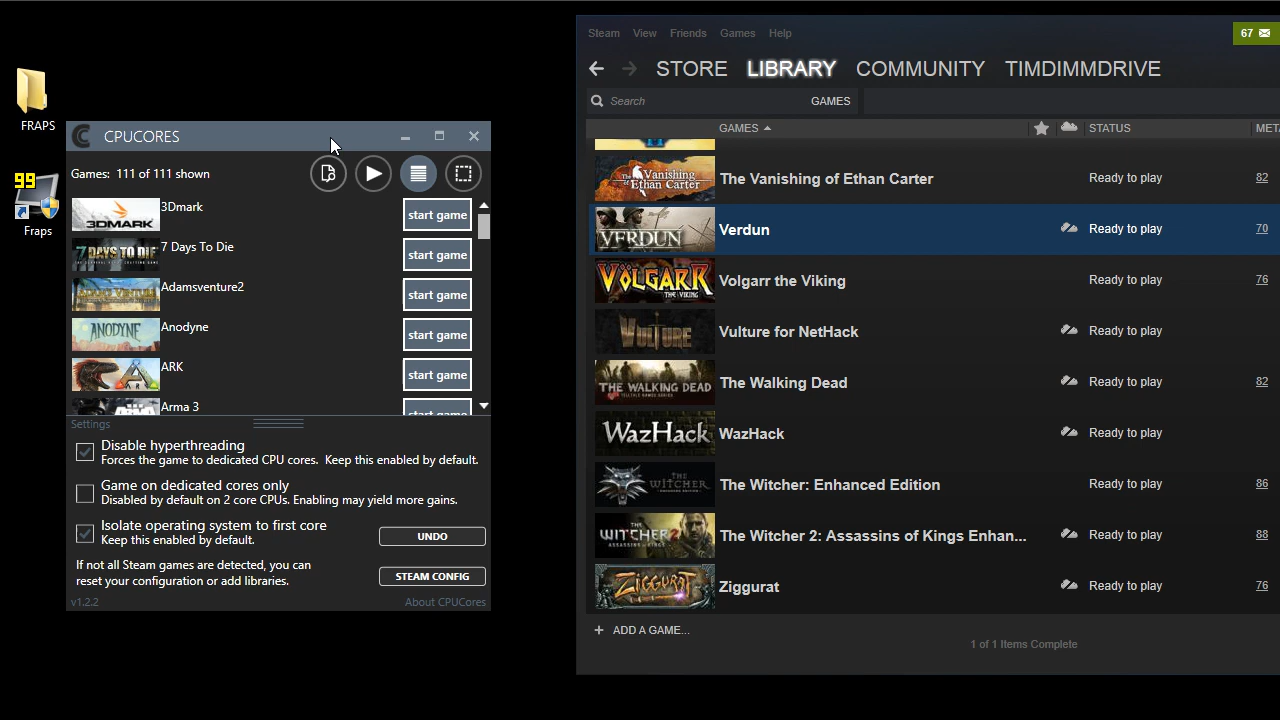 FRAPS
99
Fraps
CPUCORES
Games: 111 of 111 shown
3DMARK
3Dmark
start game
7 DAYS TO DIE
7 Days To Die
start game
Adamsventure2
start game
ANODYNE
Anodyne
start game
ARK
start game
Arma 3
start game
Settings
Disable hyperthreading
Forces the game to dedicated CPU cores. Keep this enabled by default.
Game on dedicated cores only
Disabled by default on 2 core CPUs. Enabling may yield more gains.
Isolate operating system to first core
Keep this enabled by default.
UNDO
If not all Steam games are detected, you can
reset your configuration or add libraries.
STEAM CONFIG
v1.2.2
About CPUCores
Steam View Friends Games Help
67
STORE LIBRARY COMMUNITY TIMDIMMDRIVE
Search
GAMES
GAMES STATUS META
The Vanishing of Ethan Carter
The Vanishing of Ethan Carter Ready to play 82
VERDUN
Verdun Ready to play 70
VÖLGARR
THE VIKING
Volgarr the Viking Ready to play 76
VULTURE
Vulture for NetHack Ready to play
THE WALKING DEAD
The Walking Dead Ready to play 82
WAZHACK
WazHack Ready to play
THE WITCHER
The Witcher: Enhanced Edition Ready to play 86
THE WITCHER 2
The Witcher 2: Assassins of Kings Enhan... Ready to play 88
ZIGGURAT
Ziggurat Ready to play 76
+ ADD A GAME...
1 of 1 Items Complete